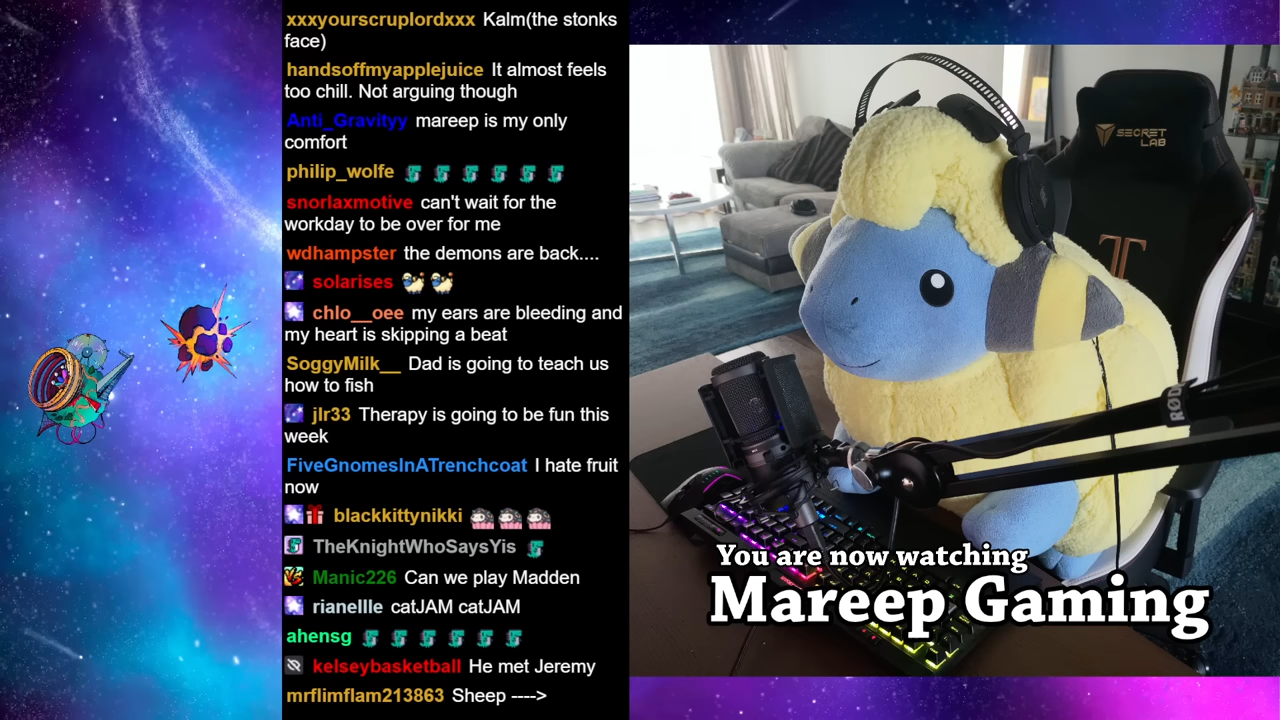 xxxyourscruplordxxx Kalm(the stonks
face)
handsoffmyapplejuice It almost feels
too chill. Not arguing though
Anti_Gravityy mareep is my only
comfort
philip_wolfe
snorlaxmotive can't wait for the
workday to be over for me
wdhampster the demons are back....
solarises
chlo__oee my ears are bleeding and
my heart is skipping a beat
SoggyMilk__ Dad is going to teach us
how to fish
jlr33 Therapy is going to be fun this
week
FiveGnomesInATrenchcoat I hate fruit
now
blackkittynikki
TheKnightWhoSaysYis
Manic226 Can we play Madden
rianellle catJAM catJAM
ahensg
kelseybasketball He met Jeremy
mrflimflam213863 Sheep ---->
SECRET
LAB
RØDE
You are now watching
Mareep Gaming